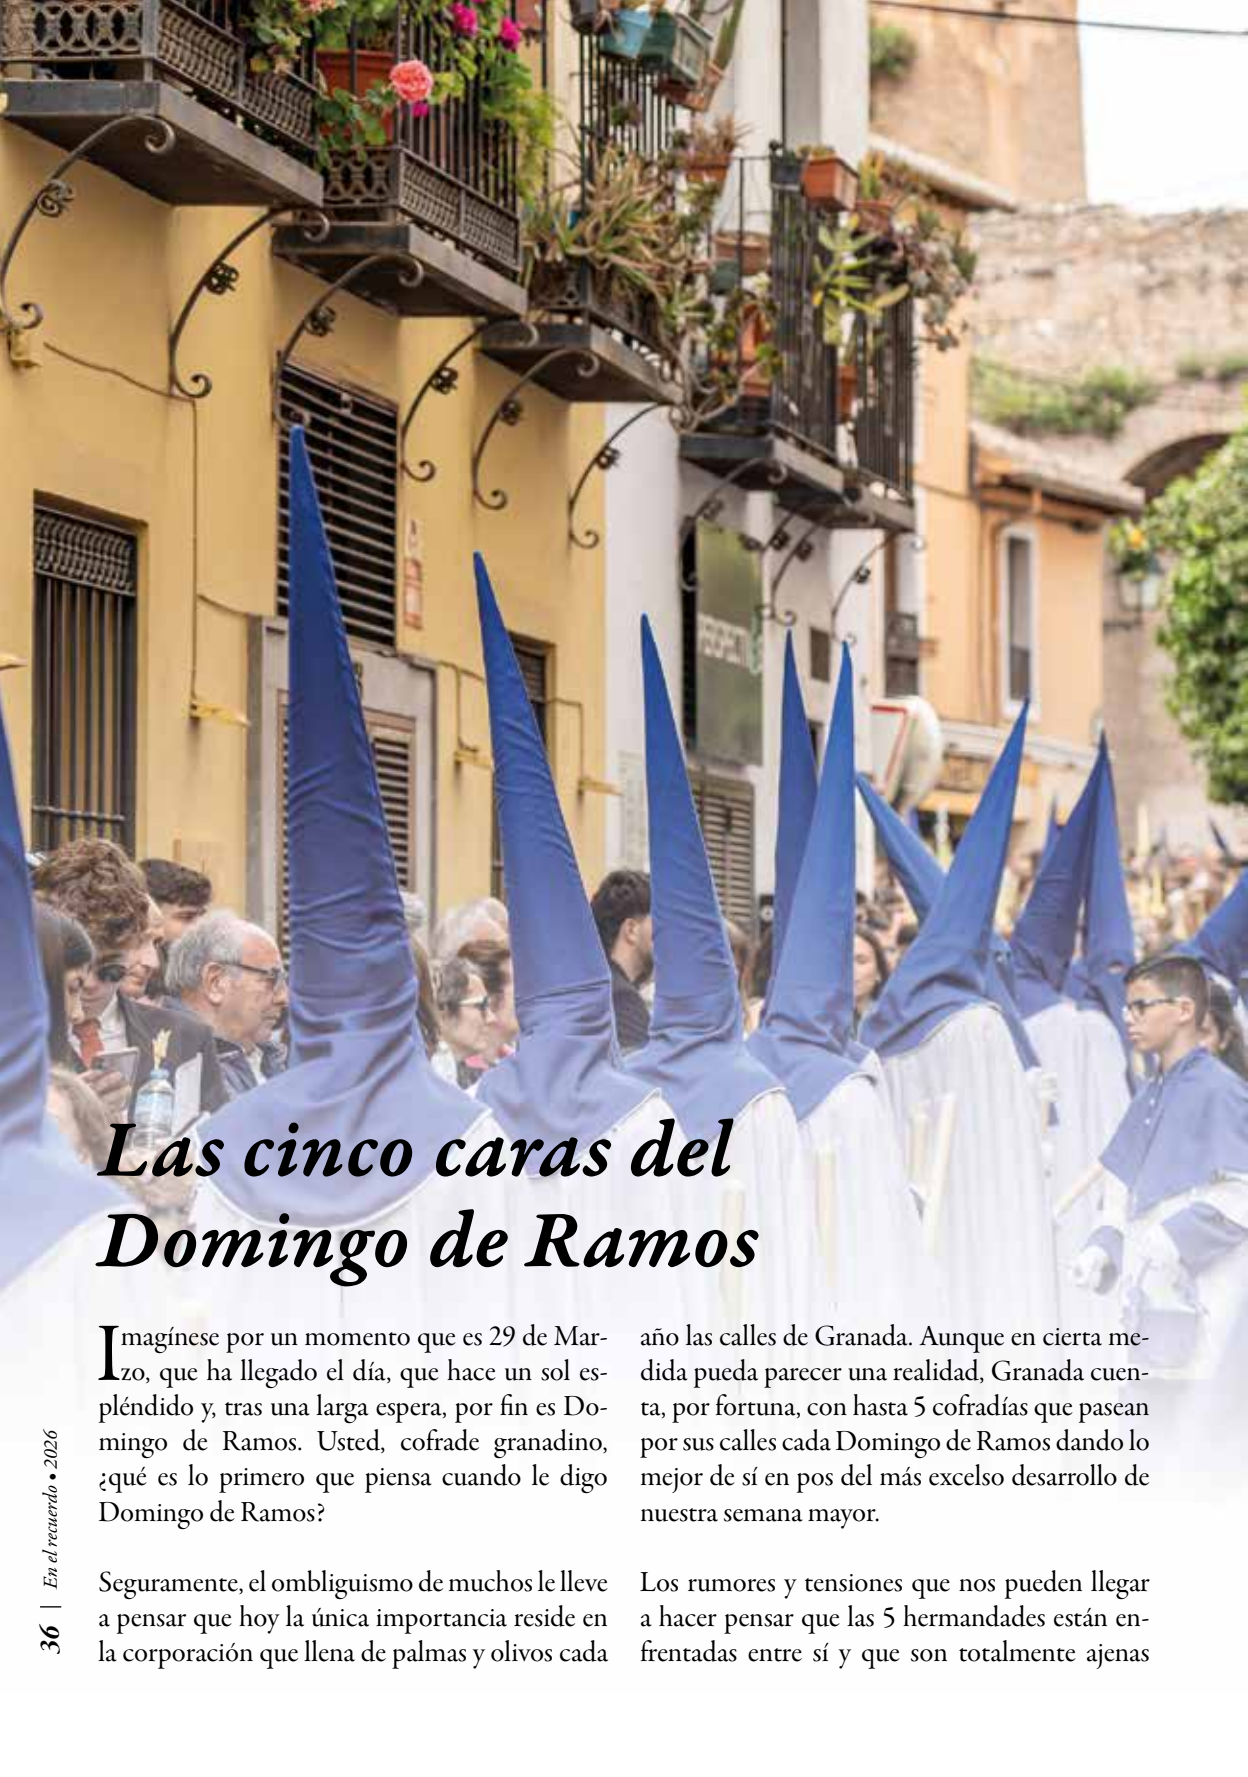 PROPERTI
Las cinco caras del
Domingo de Ramos
Imagínese por un momento que es 29 de Mar-
zo, que ha llegado el día, que hace un sol es-
pléndido y, tras una larga espera, por fin es Do-
mingo de Ramos. Usted, cofrade granadino,
¿qué es lo primero que piensa cuando le digo
Domingo de Ramos?
Seguramente, el ombliguismo de muchos le lleve
a pensar que hoy la única importancia reside en
la corporación que llena de palmas y olivos cada
año las calles de Granada. Aunque en cierta me-
dida pueda parecer una realidad, Granada cuen-
ta, por fortuna, con hasta 5 cofradías que pasean
por sus calles cada Domingo de Ramos dando lo
mejor de sí en pos del más excelso desarrollo de
nuestra semana mayor.
Los rumores y tensiones que nos pueden llegar
a hacer pensar que las 5 hermandades están en-
frentadas entre sí y que son totalmente ajenas
36 | En el recuerdo • 2026